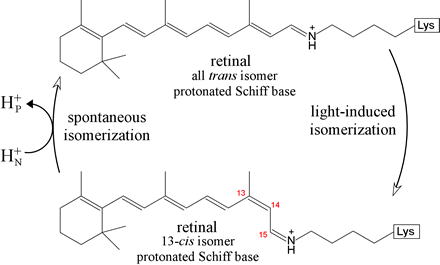 N+
H
Lys
retinal
all trans isomer
protonated Schiff base
H+P
H+N
spontaneous
isomerization
light-induced
isomerization
13
14
15
N+
H
Lys
retinal
13-cis isomer
protonated Schiff base